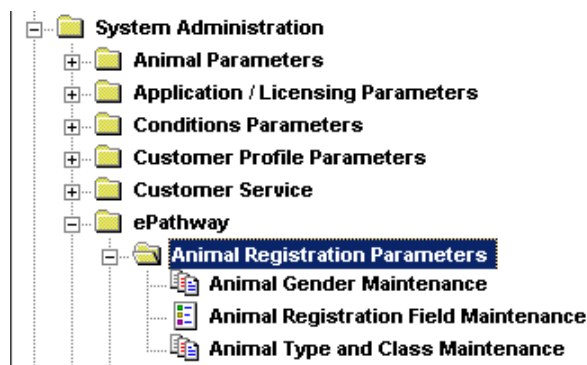 System Administration
Animal Parameters
Application / Licensing Parameters
Conditions Parameters
Customer Profile Parameters
Customer Service
ePathway
Animal Registration Parameters
Animal Gender Maintenance
Animal Registration Field Maintenance
Animal Type and Class Maintenance